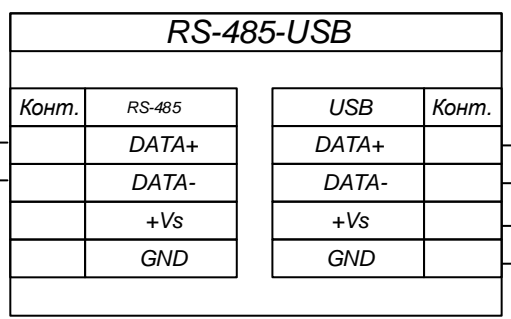 RS-485-USB
Конт. RS-485 USB Конт.
DATA+ DATA+
DATA- DATA-
+Vs +Vs
GND GND